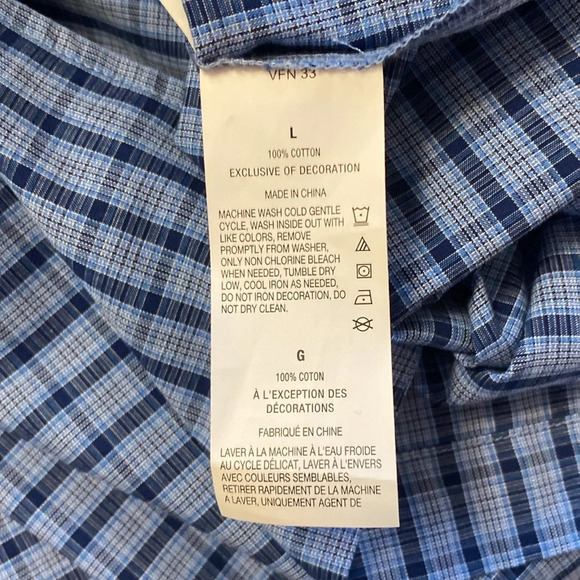 VFN 33
L
100% COTTON
EXCLUSIVE OF DECORATION
MADE IN CHINA
MACHINE WASH COLD GENTLE
CYCLE, WASH INSIDE OUT WITH
LIKE COLORS, REMOVE
PROMPTLY FROM WASHER,
ONLY NON CHLORINE BLEACH
WHEN NEEDED, TUMBLE DRY
LOW, COOL IRON AS NEEDED,
DO NOT IRON DECORATION, DO
NOT DRY CLEAN.
G
100% COTON
À L'EXCEPTION DES
DÉCORATIONS
FABRIQUÉ EN CHINE
LAVER À LA MACHINE À L'EAU FROIDE
AU CYCLE DÉLICAT, LAVER À L'ENVERS
AVEC COULEURS SEMBLABLES,
RETIRER RAPIDEMENT DE LA MACHINE
A LAVER, UNIQUEMENT AGENT DE